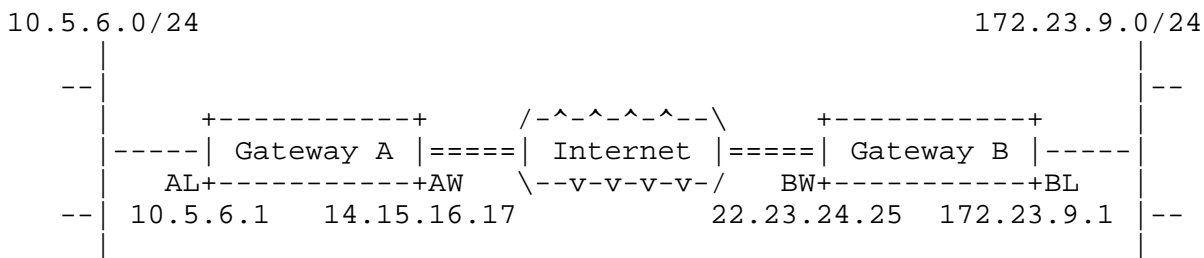 10.5.6.0/24                                          172.23.9.0/24
     |                                                     |
   --|                                                     |--
     |     +-----------+     /-^-^-^-^--\     +-----------+     |
     |-----| Gateway A |=====| Internet |=====| Gateway B |-----|
     |   AL+-----------+AW   \--v-v-v-v-/   BW+-----------+BL   |
   --| 10.5.6.1   14.15.16.17          22.23.24.25  172.23.9.1 |--
     |                                                     |